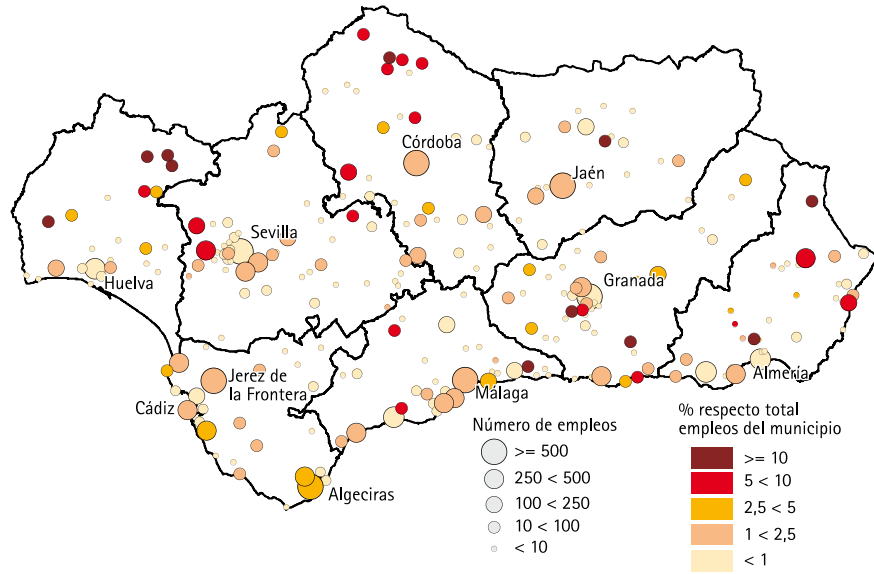 Córdoba
Jaén
Sevilla
Huelva
Granada
Jerez de
la Frontera
Málaga
Almería
Cádiz
Algeciras
Número de empleos
>= 500
250 < 500
100 < 250
10 < 100
< 10
% respecto total
empleos del municipio
>= 10
5 < 10
2,5 < 5
1 < 2,5
< 1